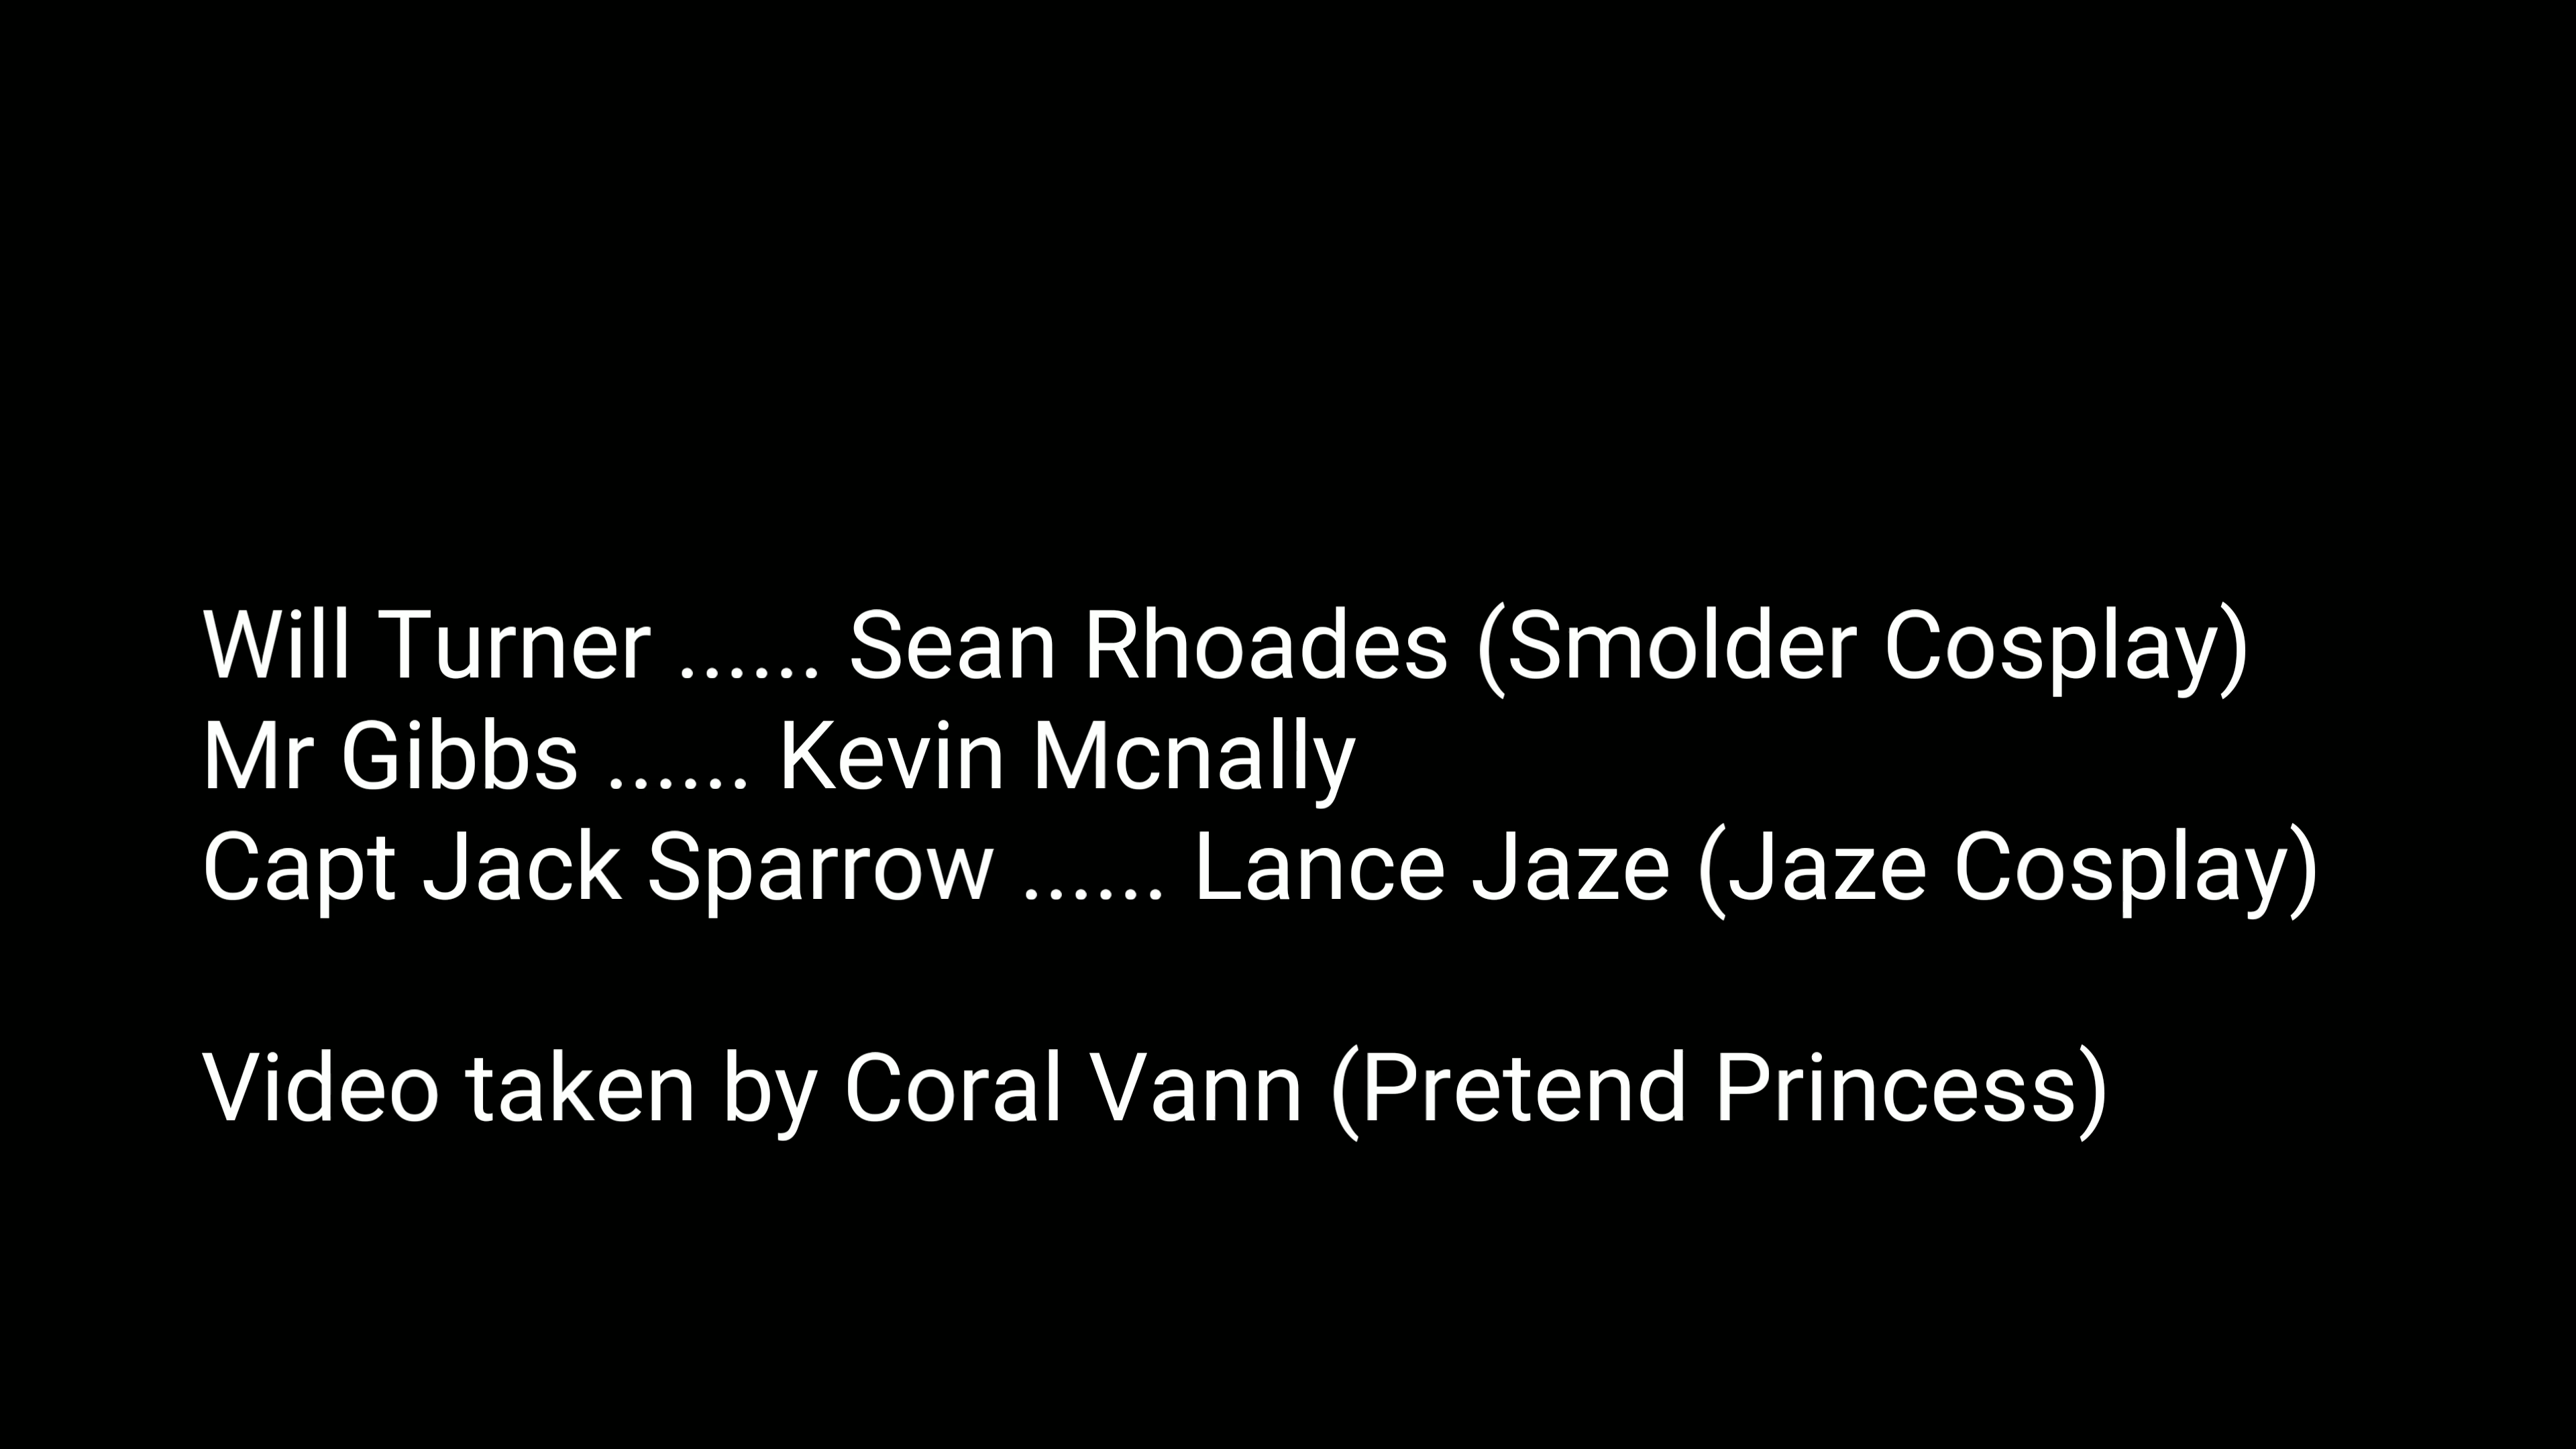 Will Turner ...... Sean Rhoades (Smolder Cosplay)
Mr Gibbs ...... Kevin Mcnally
Capt Jack Sparrow ...... Lance Jaze (Jaze Cosplay)
Video taken by Coral Vann (Pretend Princess)